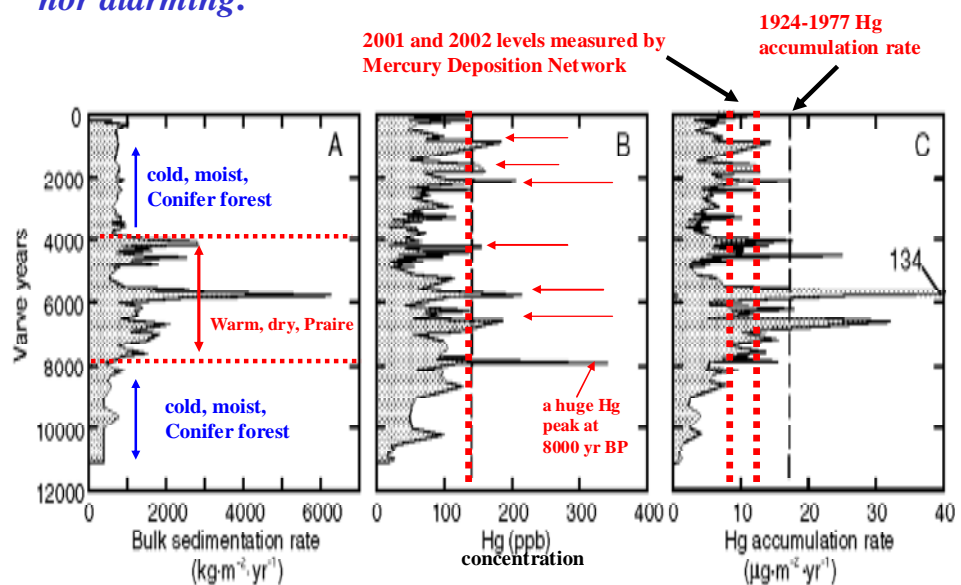 nor alarming.
1924-1977 Hg
accumulation rate
2001 and 2002 levels measured by
Mercury Deposition Network
Varve years
0
2000
4000
6000
8000
10000
12000
A
cold, moist,
Conifer forest
Warm, dry, Praire
cold, moist,
Conifer forest
0 2000 4000 6000
Bulk sedimentation rate
(kg·m⁻²·yr⁻¹)
B
a huge Hg
peak at
8000 yr BP
0 100 200 300 400
Hg (ppb)
concentration
C
134
0 10 20 30 40
Hg accumulation rate
(µg·m⁻²·yr⁻¹)